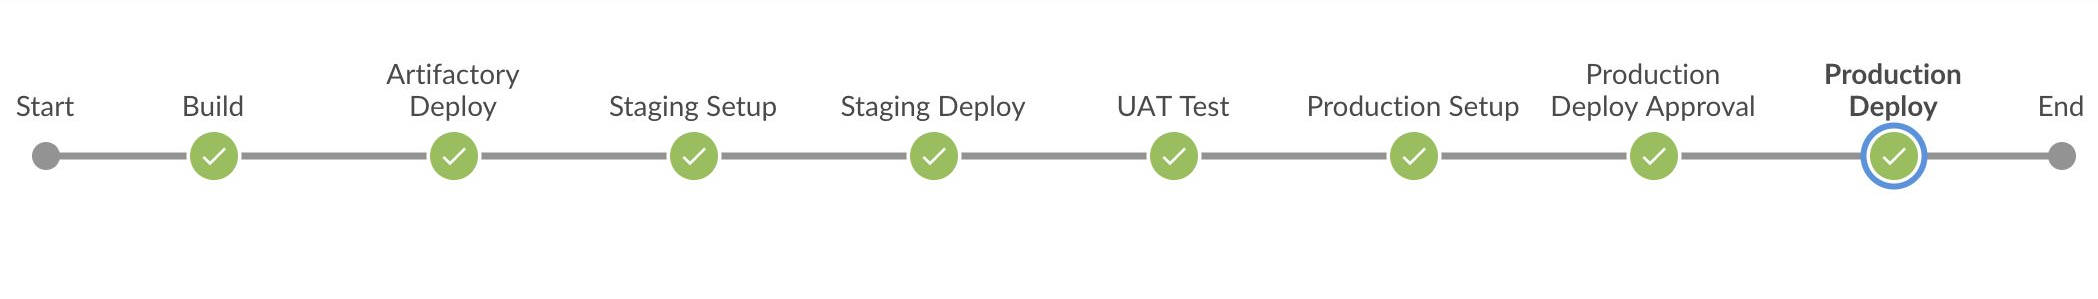 Start
Build
Artifactory
Deploy
Staging Setup
Staging Deploy
UAT Test
Production Setup
Production
Deploy Approval
Production
Deploy
End